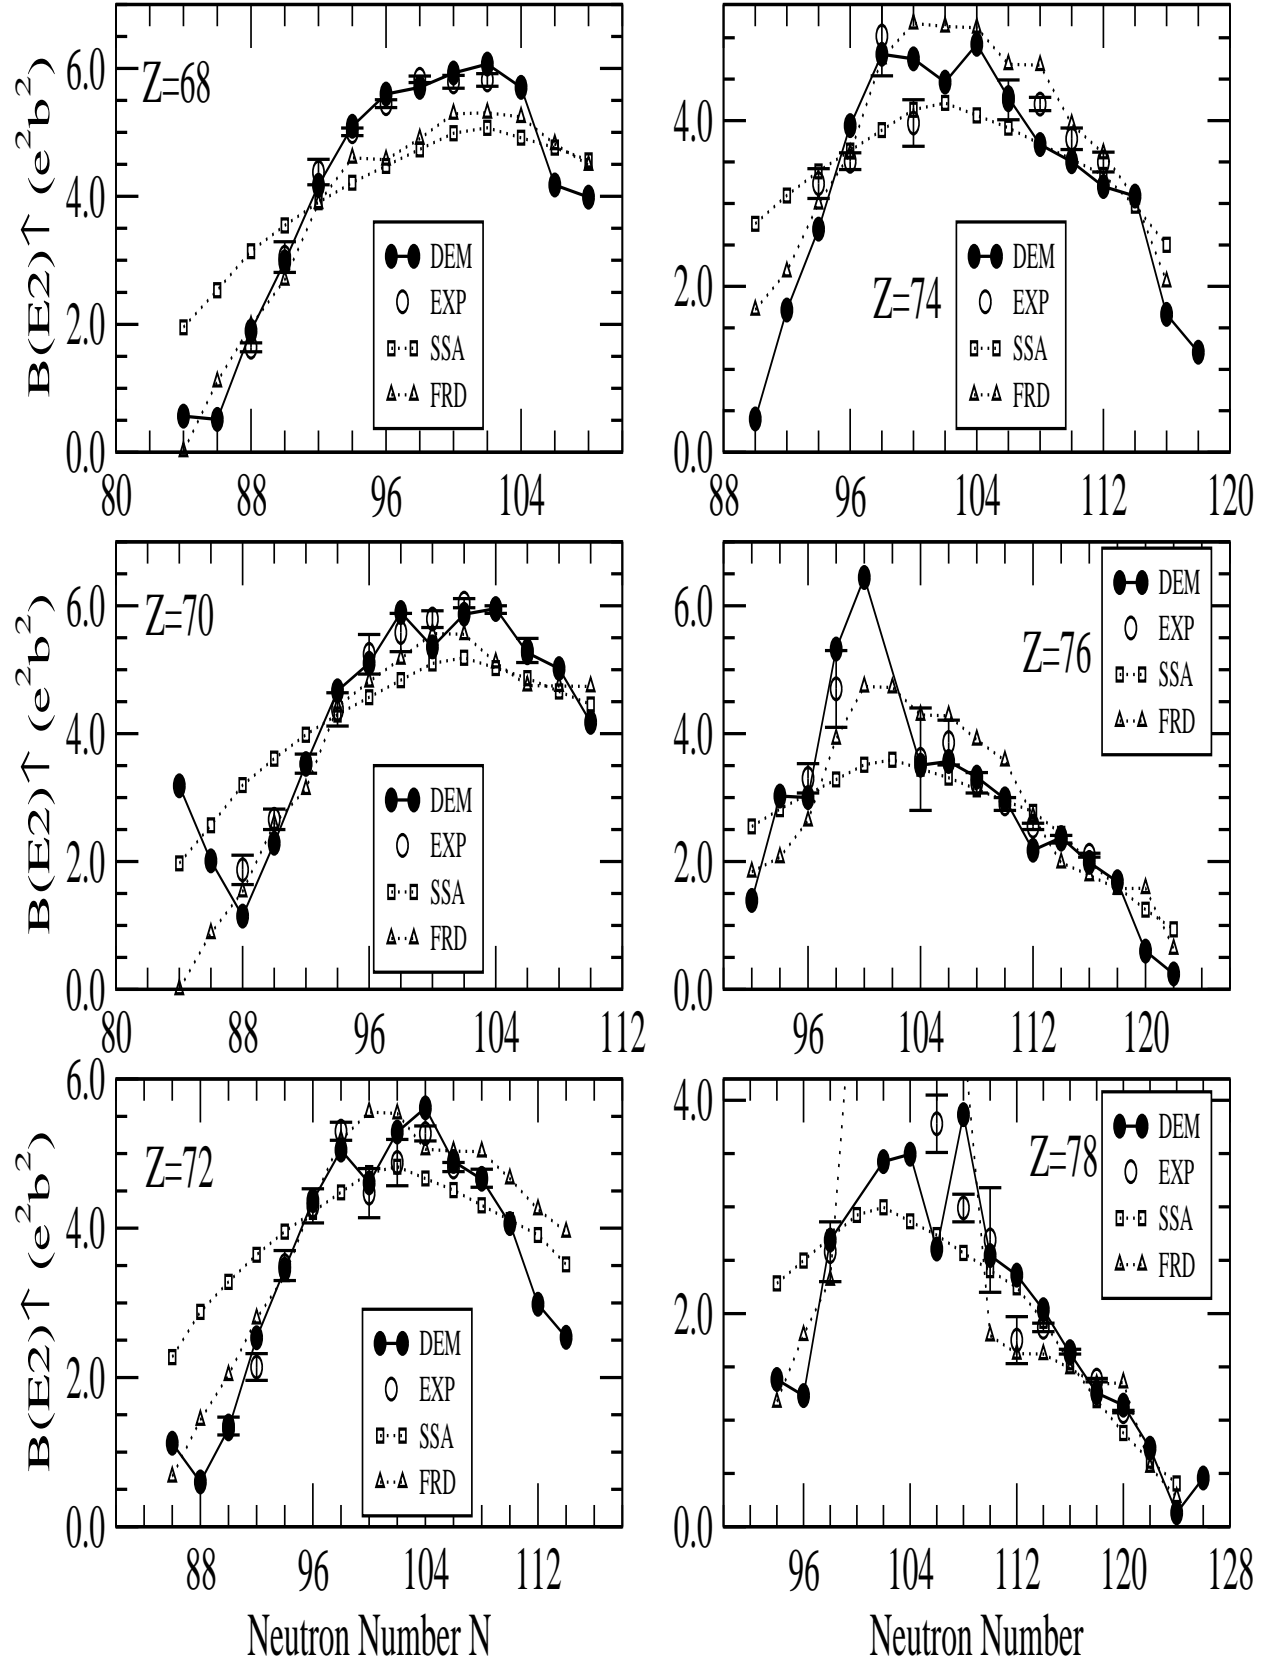 B(E2)↑ (e²b²)
6.0
4.0
2.0
0.0
Z=68
DEM
EXP
SSA
FRD
80 88 96 104
4.0
2.0
0.0
Z=74
DEM
EXP
SSA
FRD
88 96 104 112 120
B(E2)↑ (e²b²)
6.0
4.0
2.0
0.0
Z=70
DEM
EXP
SSA
FRD
80 88 96 104 112
6.0
4.0
2.0
0.0
Z=76
DEM
EXP
SSA
FRD
96 104 112 120
B(E2)↑ (e²b²)
6.0
4.0
2.0
0.0
Z=72
DEM
EXP
SSA
FRD
88 96 104 112
Neutron Number N
4.0
2.0
0.0
Z=78
DEM
EXP
SSA
FRD
96 104 112 120 128
Neutron Number